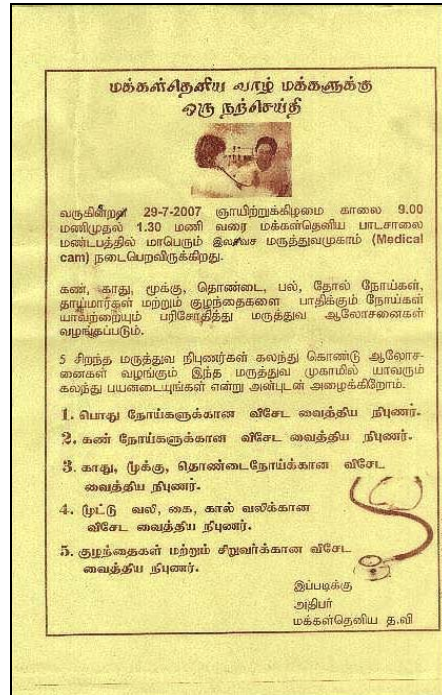 மக்கள்தெனிய வாழ் மக்களுக்கு
ஒரு நற்செய்தி
வருகின்ற 29-7-2007 ஞாயிற்றுக்கிழமை காலை 9.00
மணிமுதல் 1.30 மணி வரை மக்கள்தெனிய பாடசாலை
மண்டபத்தில் மாபெரும் இலவச மருத்துவமுகாம் (Medical
cam) நடைபெறவிருக்கிறது.
கண், காது, மூக்கு, தொண்டை, பல், தோல் நோய்கள்,
தாய்மார்கள் மற்றும் குழந்தைகளை பாதிக்கும் நோய்கள்
யாவற்றையும் பரிசோதித்து மருத்துவ ஆலோசனைகள்
வழங்கப்படும்.
5 சிறந்த மருத்துவ நிபுணர்கள் கலந்து கொண்டு ஆலோச-
னைகள் வழங்கும் இந்த மருத்துவ முகாமில் யாவரும்
கலந்து பயனடையுங்கள் என்று அன்புடன் அழைக்கிறோம்.
1. பொது நோய்களுக்கான விசேட வைத்திய நிபுணர்.
2. கண் நோய்களுக்கான விசேட வைத்திய நிபுணர்.
3. காது, மூக்கு, தொண்டைநோய்க்கான விசேட
வைத்திய நிபுணர்.
4. மூட்டு வலி, கை, கால் வலிக்கான
விசேட வைத்திய நிபுணர்.
5. குழந்தைகள் மற்றும் சிறுவர்க்கான விசேட
வைத்திய நிபுணர்.
இப்படிக்கு
அதிபர்
மக்கள்தெனிய த.வி